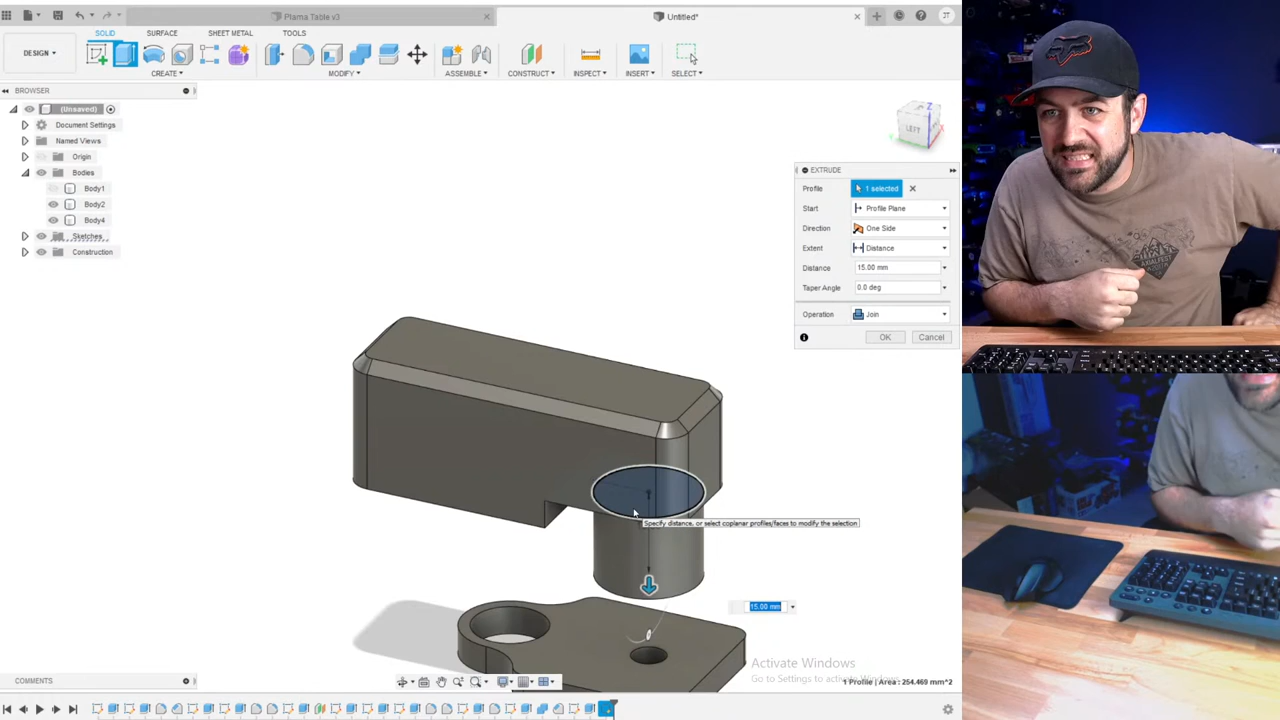 Plama Table v3
Untitled*
JT
SOLID
SURFACE
SHEET METAL
TOOLS
DESIGN
CREATE
MODIFY
ASSEMBLE
CONSTRUCT
INSPECT
INSERT
SELECT
BROWSER
(Unsaved)
Document Settings
Named Views
Origin
Bodies
Body1
Body2
Body4
Sketches
Construction
Z
LEFT
EXTRUDE
Profile 1 selected
Start Profile Plane
Direction One Side
Extent Distance
Distance 15.00 mm
Taper Angle 0.0 deg
Operation Join
OK Cancel
Specify distance, or select coplanar profiles/faces to modify the selection
15.00 mm
Activate Windows
Go to Settings to activate Windows
1 Profile | Area : 254.469 mm^2
COMMENTS
AXIALFEST